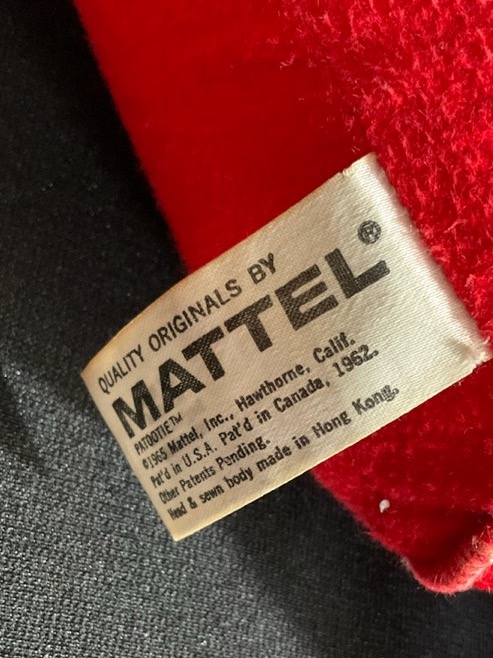 QUALITY ORIGINALS BY
MATTEL®
PATOOTIE™
©1965 Mattel, Inc., Hawthorne, Calif.
Pat'd in U.S.A. Pat'd in Canada, 1962.
Other Patents Pending.
Head & sewn body made in Hong Kong.